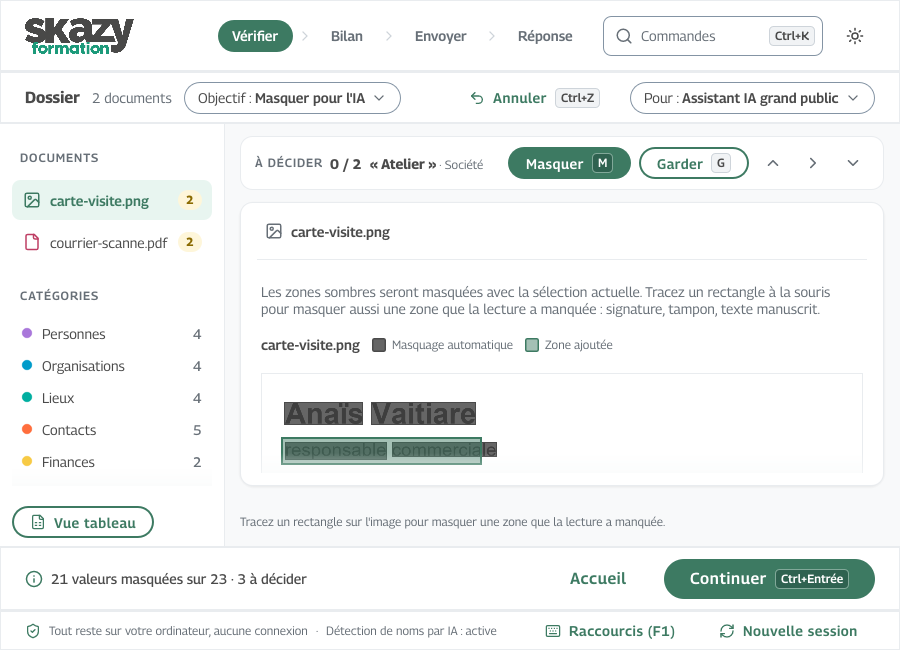 skazy
formation
Vérifier
Bilan
Envoyer
Réponse
Commandes
Ctrl+K
Dossier 2 documents
Objectif : Masquer pour l'IA
Annuler
Ctrl+Z
Pour : Assistant IA grand public
DOCUMENTS
carte-visite.png 2
courrier-scanne.pdf 2
CATÉGORIES
Personnes 4
Organisations 4
Lieux 4
Contacts 5
Finances 2
Vue tableau
À DÉCIDER 0 / 2 « Atelier » · Société
Masquer M
Garder G
carte-visite.png
Les zones sombres seront masquées avec la sélection actuelle. Tracez un rectangle à la souris
pour masquer aussi une zone que la lecture a manquée : signature, tampon, texte manuscrit.
carte-visite.png Masquage automatique Zone ajoutée
Anaïs Vaitiare
responsable commerciale
Tracez un rectangle sur l'image pour masquer une zone que la lecture a manquée.
21 valeurs masquées sur 23 · 3 à décider
Accueil
Continuer Ctrl+Entrée
Tout reste sur votre ordinateur, aucune connexion · Détection de noms par IA : active
Raccourcis (F1)
Nouvelle session